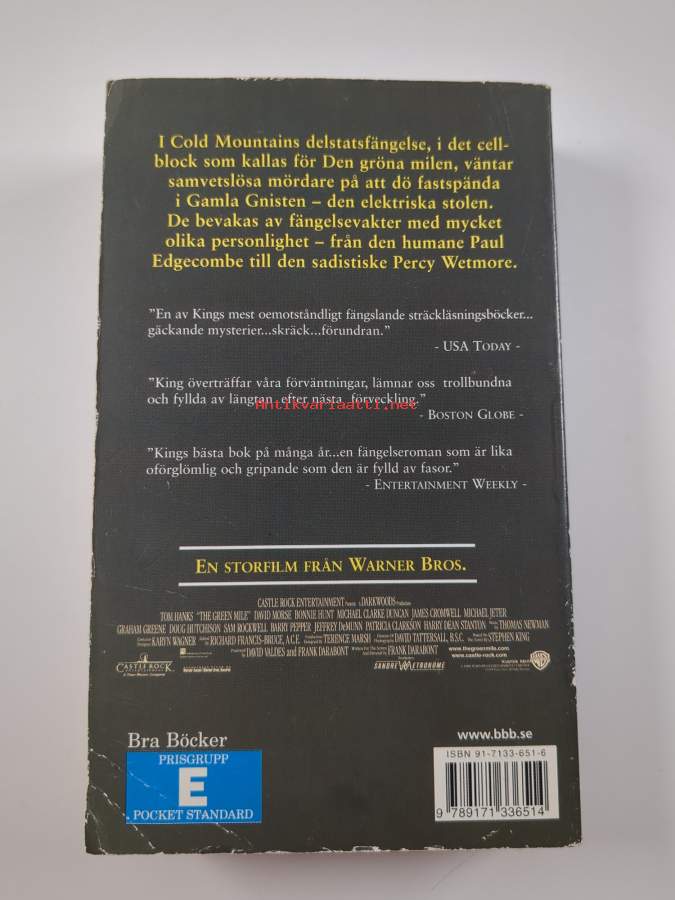 I Cold Mountains delstatsfängelse, i det cell-
block som kallas för Den gröna milen, väntar
samvetslösa mördare på att dö fastspända
i Gamla Gnisten – den elektriska stolen.
De bevakas av fängelsevakter med mycket
olika personlighet – från den humane Paul
Edgecombe till den sadistiske Percy Wetmore.
”En av Kings mest oemotståndligt fängslande sträckläsningsböcker...
gäckande mysterier...skräck...förundran.”
- USA TODAY -
”King överträffar våra förväntningar, lämnar oss trollbundna
och fyllda av längtan efter nästa förveckling.”
Antikvariaatti.net
- BOSTON GLOBE -
”Kings bästa bok på många år...en fängelseroman som är lika
oförglömlig och gripande som den är fylld av fasor.”
- ENTERTAINMENT WEEKLY -
EN STORFILM FRÅN WARNER BROS.
CASTLE ROCK ENTERTAINMENT DARKWOODS
TOM HANKS "THE GREEN MILE" DAVID MORSE BONNIE HUNT MICHAEL CLARKE DUNCAN JAMES CROMWELL MICHAEL JETER
GRAHAM GREENE DOUG HUTCHISON SAM ROCKWELL BARRY PEPPER JEFFREY DeMUNN PATRICIA CLARKSON HARRY DEAN STANTON THOMAS NEWMAN
KARYN WAGNER RICHARD FRANCIS-BRUCE, A.C.E. TERENCE MARSH DAVID TATTERSALL, B.S.C. STEPHEN KING
DAVID VALDES and FRANK DARABONT FRANK DARABONT
www.thegreenmile.com
www.castle-rock.com
CASTLE ROCK
SANDREW METRONOME
Bra Böcker
www.bbb.se
PRISGRUPP
E
POCKET STANDARD
ISBN 91-7133-651-6
9 789171 336514